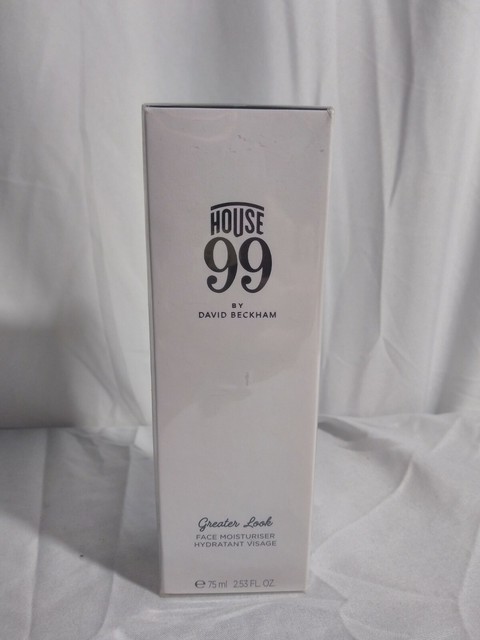 HOUSE
99
BY
DAVID BECKHAM
Greater Look
FACE MOISTURISER
HYDRATANT VISAGE
℮ 75 ml 2.53 FL. OZ.